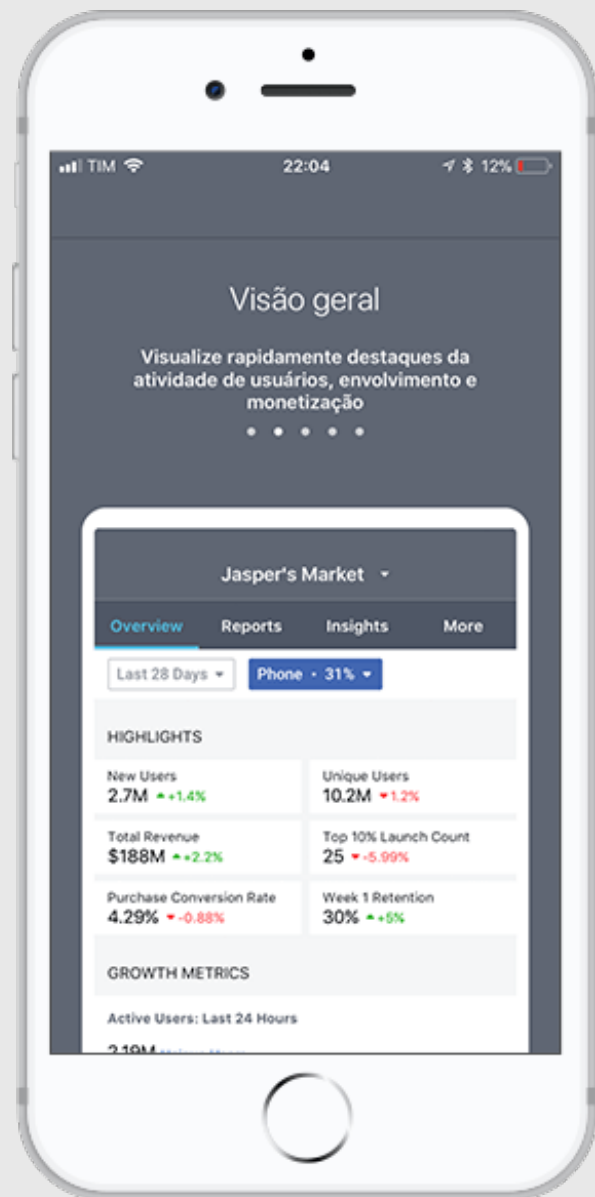 TIM 22:04 12%
Visão geral
Visualize rapidamente destaques da
atividade de usuários, envolvimento e
monetização
Jasper's Market
Overview Reports Insights More
Last 28 Days Phone · 31%
HIGHLIGHTS
New Users Unique Users
2.7M +1.4% 10.2M 1.2%
Total Revenue Top 10% Launch Count
$188M +2.2% 25 -5.99%
Purchase Conversion Rate Week 1 Retention
4.29% -0.88% 30% +5%
GROWTH METRICS
Active Users: Last 24 Hours
2.19M